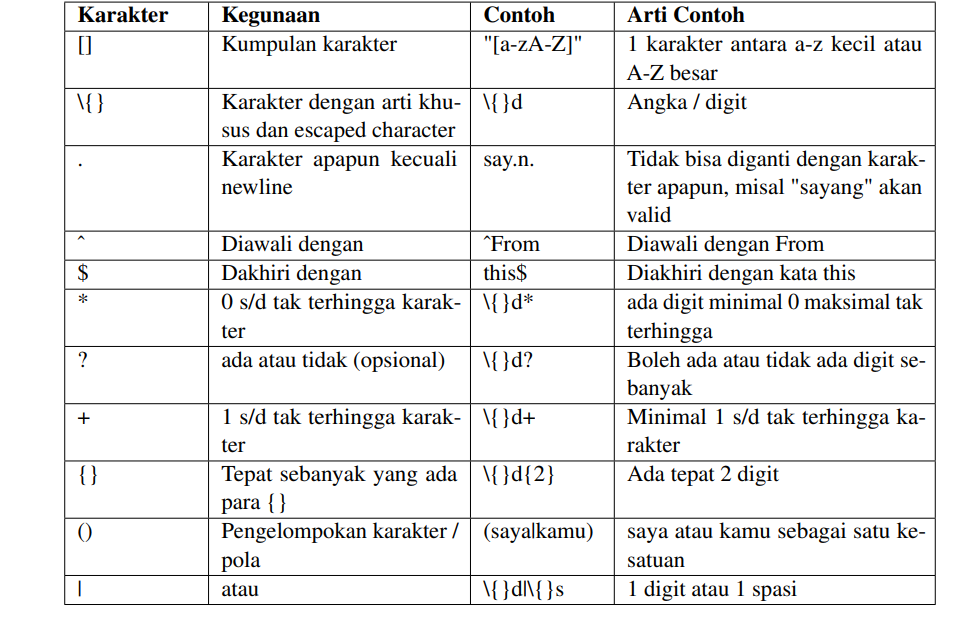 Karakter Kegunaan Contoh Arti Contoh
[] Kumpulan karakter "[a-zA-Z]" 1 karakter antara a-z kecil atau
A-Z besar
\{} Karakter dengan arti khu- \{}d Angka / digit
sus dan escaped character
. Karakter apapun kecuali say.n. Tidak bisa diganti dengan karak-
newline ter apapun, misal "sayang" akan
valid
ˆ Diawali dengan ˆFrom Diawali dengan From
$ Dakhiri dengan this$ Diakhiri dengan kata this
* 0 s/d tak terhingga karak- \{}d* ada digit minimal 0 maksimal tak
ter terhingga
? ada atau tidak (opsional) \{}d? Boleh ada atau tidak ada digit se-
banyak
+ 1 s/d tak terhingga karak- \{}d+ Minimal 1 s/d tak terhingga ka-
ter rakter
{} Tepat sebanyak yang ada \{}d{2} Ada tepat 2 digit
para {}
() Pengelompokan karakter / (saya|kamu) saya atau kamu sebagai satu ke-
pola satuan
| atau \{}d|\{}s 1 digit atau 1 spasi